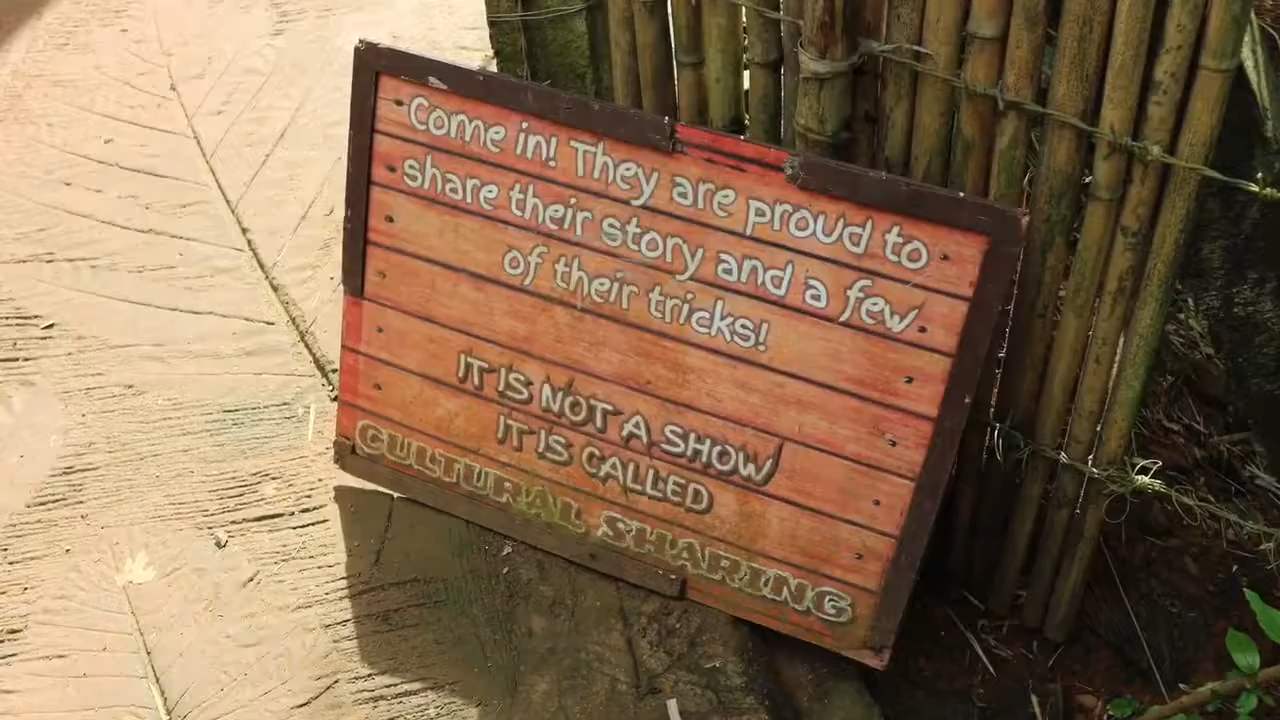 Come in! They are proud to
share their story and a few
of their tricks!
IT IS NOT A SHOW
IT IS CALLED
CULTURAL SHARING